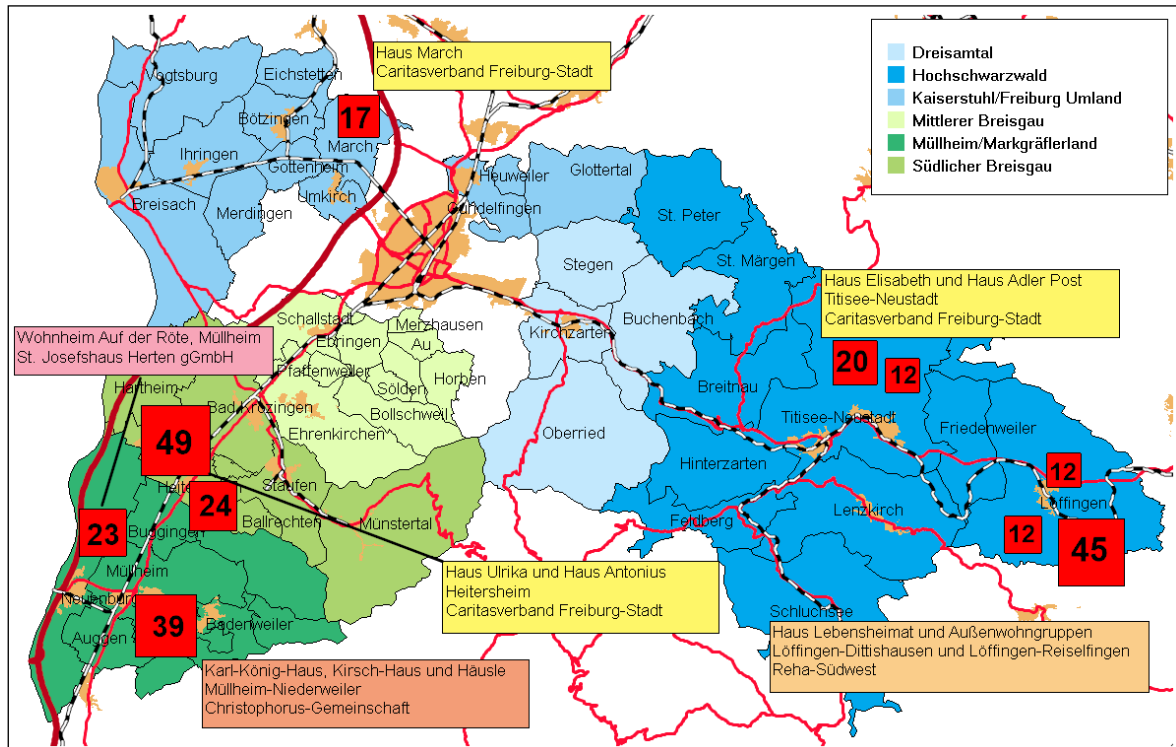 Haus March
Caritasverband Freiburg-Stadt
Dreisamtal
Hochschwarzwald
Kaiserstuhl/Freiburg Umland
Mittlerer Breisgau
Müllheim/Markgräflerland
Südlicher Breisgau
Vogtsburg
Eichstetten
Bötzingen
17
March
Ihringen
Gottenheim
Umkirch
Breisach
Merdingen
Heuweiler
Glottertal
Gundelfingen
St. Peter
St. Märgen
Stegen
Buchenbach
Kirchzarten
Haus Elisabeth und Haus Adler Post
Titisee-Neustadt
Caritasverband Freiburg-Stadt
Wohnheim Auf der Röte, Müllheim
St. Josefshaus Herten gGmbH
Schallstadt
Merzhausen
Ebringen
Au
Pfaffenweiler
Sölden
Horben
Bollschweil
Hartheim
Bad Krozingen
Ehrenkirchen
Oberried
Breitnau
20
12
Titisee-Neustadt
Friedenweiler
Hinterzarten
49
Staufen
24
Ballrechten
Münstertal
23
Buggingen
Müllheim
Feldberg
Lenzkirch
12
Löffingen
12
45
Neuenburg
Auggen
39
Badenweiler
Schluchsee
Haus Ulrika und Haus Antonius
Heitersheim
Caritasverband Freiburg-Stadt
Haus Lebensheimat und Außenwohngruppen
Löffingen-Dittishausen und Löffingen-Reiselfingen
Reha-Südwest
Karl-König-Haus, Kirsch-Haus und Häusle
Müllheim-Niederweiler
Christophorus-Gemeinschaft